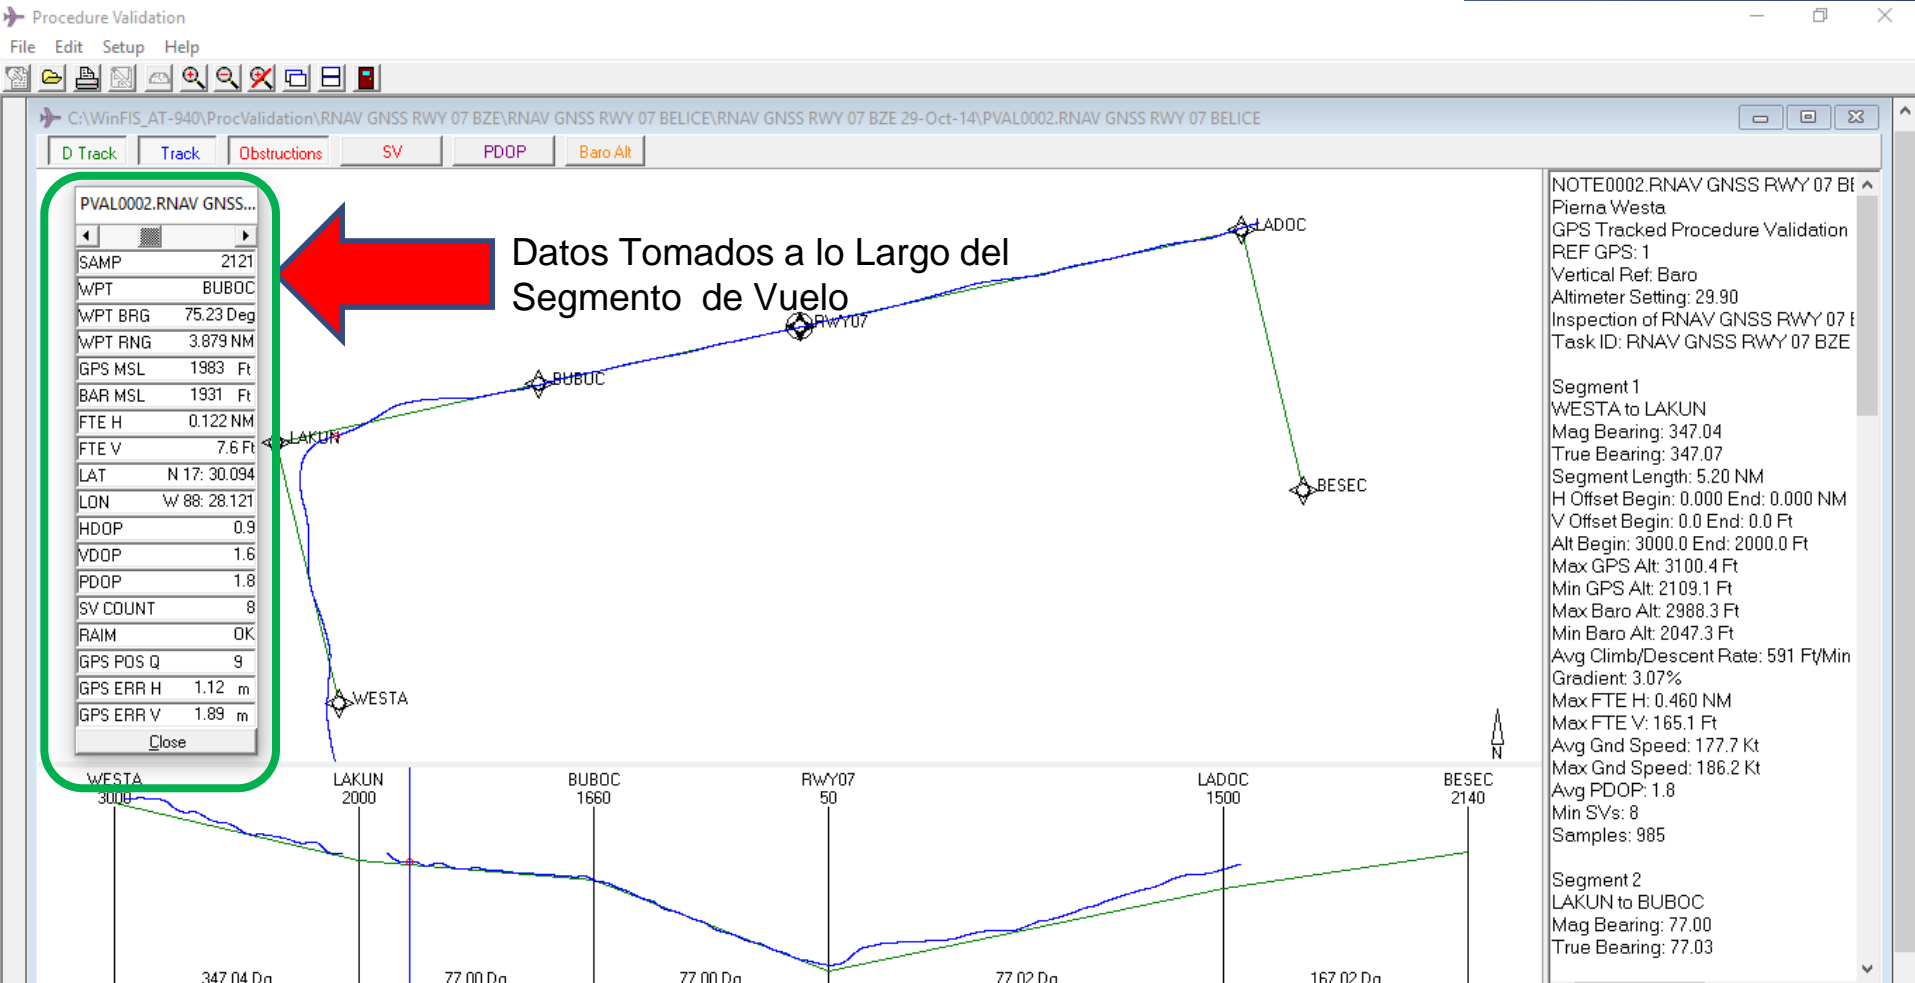 Procedure Validation
File Edit Setup Help
C:\WinFIS_AT-940\ProcValidation\RNAV GNSS RWY 07 BZE\RNAV GNSS RWY 07 BELICE\RNAV GNSS RWY 07 BZE 29-Oct-14\PVAL0002.RNAV GNSS RWY 07 BELICE
D Track Track Obstructions SV PDOP Baro Alt
PVAL0002.RNAV GNSS...
SAMP 2121
WPT BUBOC
WPT BRG 75.23 Deg
WPT RNG 3.879 NM
GPS MSL 1983 Ft
BAR MSL 1931 Ft
FTE H 0.122 NM
FTE V 7.6 Ft
LAT N 17: 30.094
LON W 88: 28.121
HDOP 0.9
VDOP 1.6
PDOP 1.8
SV COUNT 8
RAIM OK
GPS POS Q 9
GPS ERR H 1.12 m
GPS ERR V 1.89 m
Close
Datos Tomados a lo Largo del
Segmento de Vuelo
LADOC
RWY07
BUBOC
LAKUN
BESEC
WESTA
N
WESTA LAKUN BUBOC RWY07 LADOC BESEC
3000 2000 1660 50 1500 2140
347.04 Dg 77.00 Dg 77.00 Dg 77.02 Dg 167.02 Dg
NOTE0002.RNAV GNSS RWY 07 BE
Pierna Westa
GPS Tracked Procedure Validation
REF GPS: 1
Vertical Ref: Baro
Altimeter Setting: 29.90
Inspection of RNAV GNSS RWY 07 
Task ID: RNAV GNSS RWY 07 BZE
Segment 1
WESTA to LAKUN
Mag Bearing: 347.04
True Bearing: 347.07
Segment Length: 5.20 NM
H Offset Begin: 0.000 End: 0.000 NM
V Offset Begin: 0.0 End: 0.0 Ft
Alt Begin: 3000.0 End: 2000.0 Ft
Max GPS Alt: 3100.4 Ft
Min GPS Alt: 2109.1 Ft
Max Baro Alt: 2988.3 Ft
Min Baro Alt: 2047.3 Ft
Avg Climb/Descent Rate: 591 Ft/Min
Gradient: 3.07%
Max FTE H: 0.460 NM
Max FTE V: 165.1 Ft
Avg Gnd Speed: 177.7 Kt
Max Gnd Speed: 186.2 Kt
Avg PDOP: 1.8
Min SVs: 8
Samples: 985
Segment 2
LAKUN to BUBOC
Mag Bearing: 77.00
True Bearing: 77.03